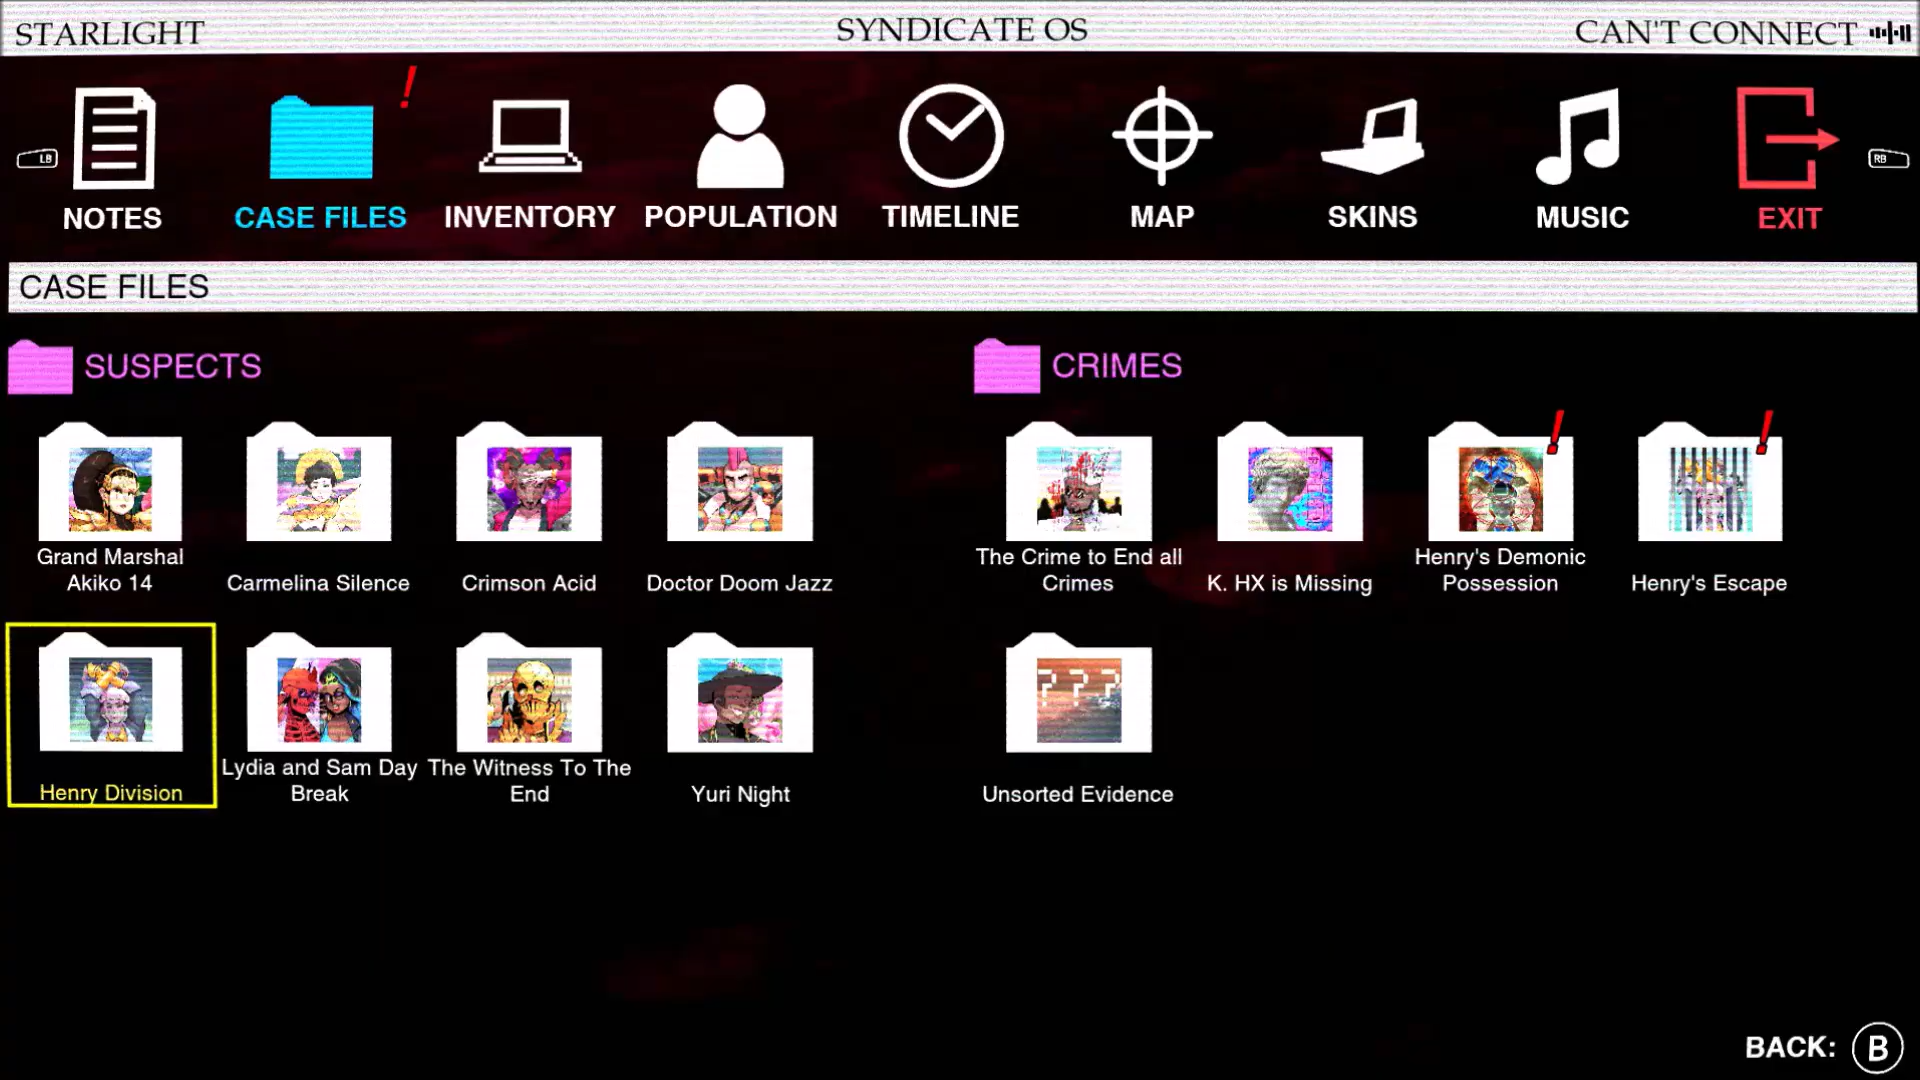 STARLIGHT
SYNDICATE OS
CAN'T CONNECT
!
LB
RB
NOTES
CASE FILES
INVENTORY
POPULATION
TIMELINE
MAP
SKINS
MUSIC
EXIT
CASE FILES
SUSPECTS
CRIMES
!
!
Grand Marshal
Akiko 14
Carmelina Silence
Crimson Acid
Doctor Doom Jazz
The Crime to End all
Crimes
K. HX is Missing
Henry's Demonic
Possession
Henry's Escape
???
Henry Division
Lydia and Sam Day
Break
The Witness To The
End
Yuri Night
Unsorted Evidence
BACK: B